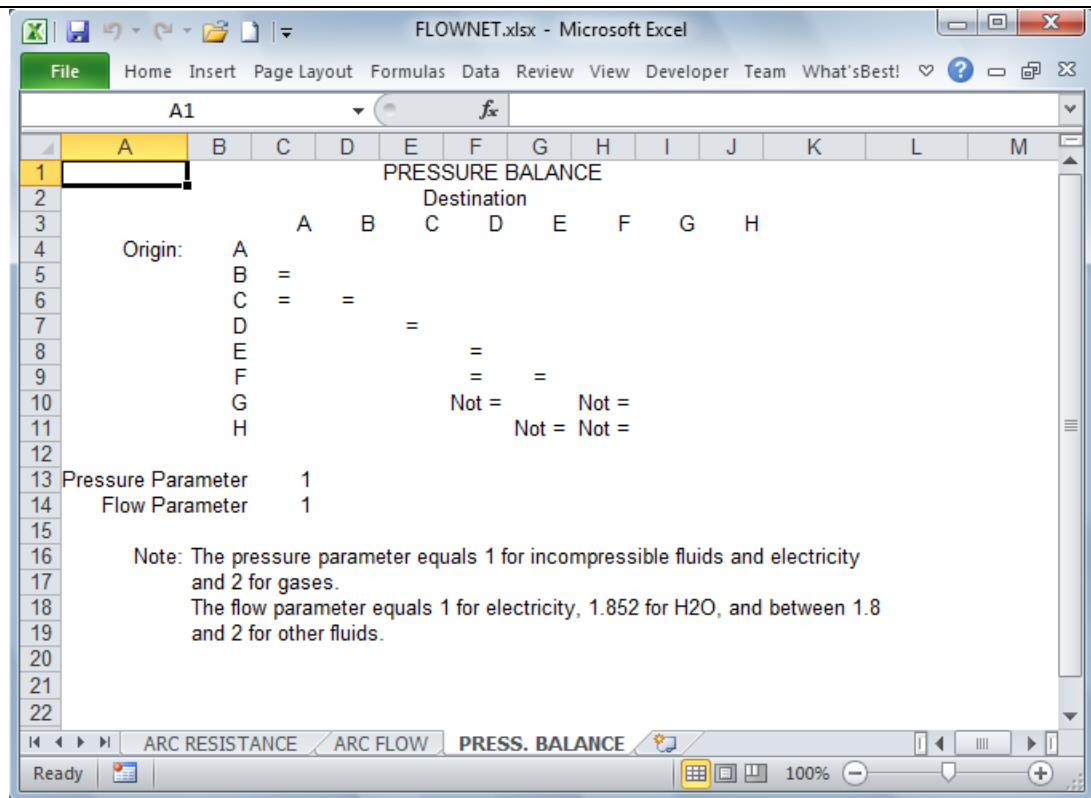 FLOWNET.xlsx - Microsoft Excel
File Home Insert Page Layout Formulas Data Review View Developer Team What'sBest!
A1 fx
A B C D E F G H I J K L M
1 PRESSURE BALANCE
2 Destination
3 A B C D E F G H
4 Origin: A
5 B =
6 C = =
7 D =
8 E =
9 F = =
10 G Not = Not =
11 H Not = Not =
12
13 Pressure Parameter 1
14 Flow Parameter 1
15
16 Note: The pressure parameter equals 1 for incompressible fluids and electricity
17 and 2 for gases.
18 The flow parameter equals 1 for electricity, 1.852 for H2O, and between 1.8
19 and 2 for other fluids.
20
21
22
ARC RESISTANCE ARC FLOW PRESS. BALANCE
Ready 100%